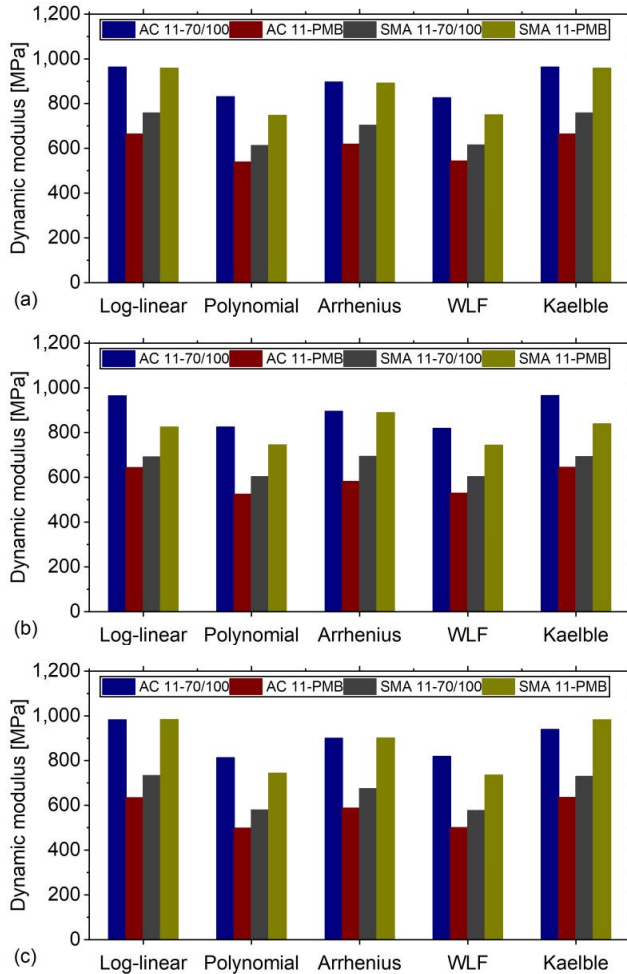 1,200
AC 11-70/100 AC 11-PMB SMA 11-70/100 SMA 11-PMB
1,000
800
600
400
200
0
Dynamic modulus [MPa]
(a)
Log-linear Polynomial Arrhenius WLF Kaelble
1,200
AC 11-70/100 AC 11-PMB SMA 11-70/100 SMA 11-PMB
1,000
800
600
400
200
0
Dynamic modulus [MPa]
(b)
Log-linear Polynomial Arrhenius WLF Kaelble
1,200
AC 11-70/100 AC 11-PMB SMA 11-70/100 SMA 11-PMB
1,000
800
600
400
200
0
Dynamic modulus [MPa]
(c)
Log-linear Polynomial Arrhenius WLF Kaelble